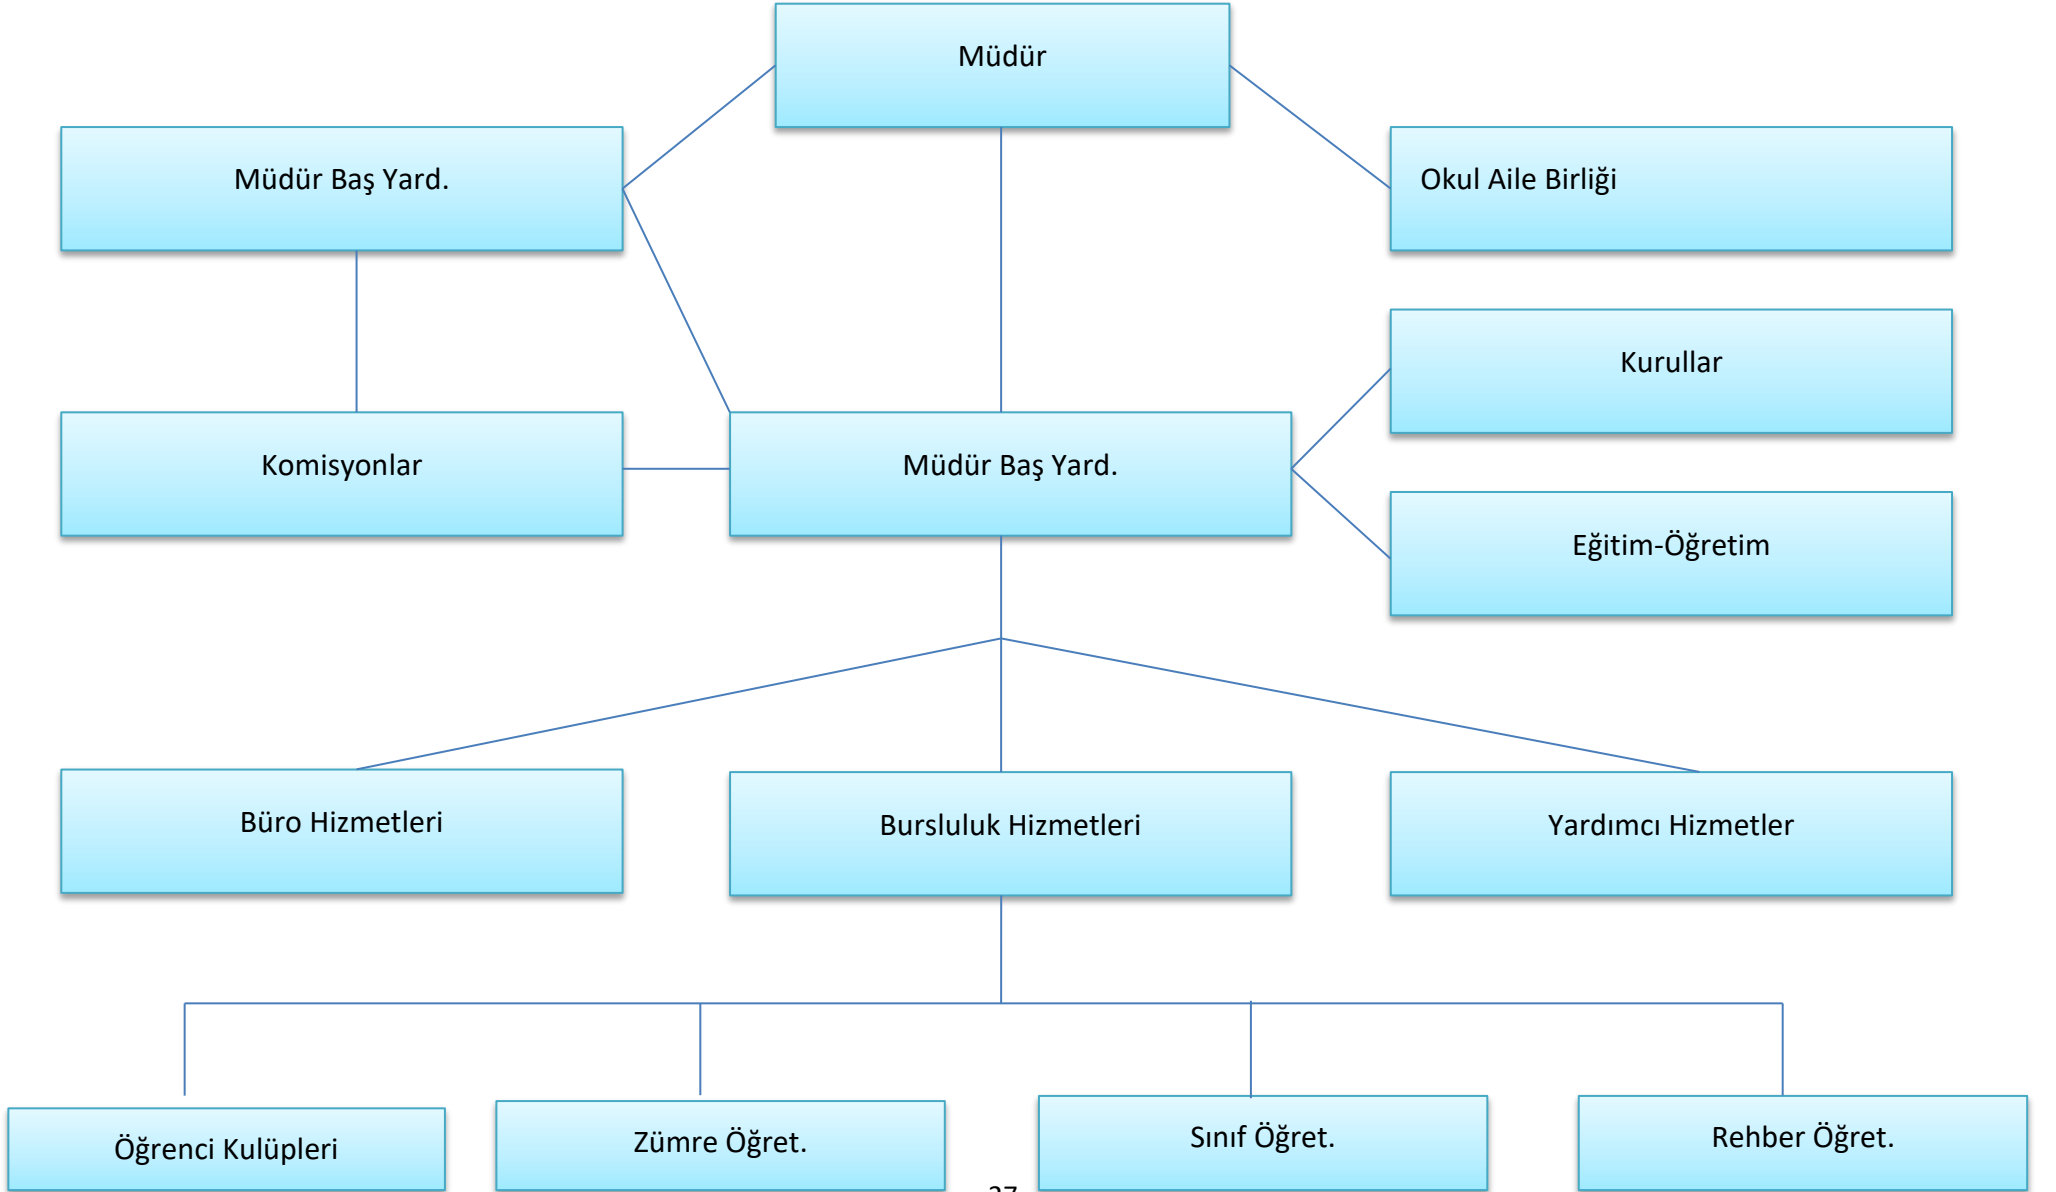 Müdür
Müdür Baş Yard.
Okul Aile Birliği
Kurullar
Komisyonlar
Müdür Baş Yard.
Eğitim-Öğretim
Büro Hizmetleri
Bursluluk Hizmetleri
Yardımcı Hizmetler
Öğrenci Kulüpleri
Zümre Öğret.
Sınıf Öğret.
Rehber Öğret.